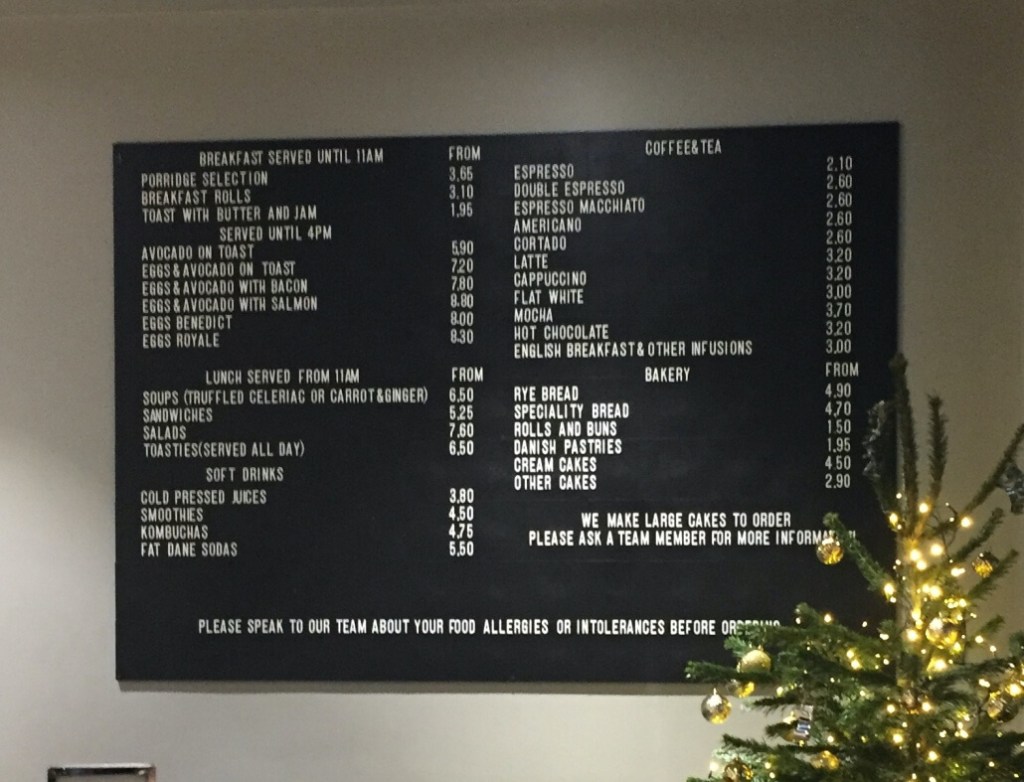 BREAKFAST SERVED UNTIL 11AM FROM
PORRIDGE SELECTION 3.65
BREAKFAST ROLLS 3.10
TOAST WITH BUTTER AND JAM 1.95
SERVED UNTIL 4PM
AVOCADO ON TOAST 5.90
EGGS & AVOCADO ON TOAST 7.20
EGGS & AVOCADO WITH BACON 7.80
EGGS & AVOCADO WITH SALMON 8.80
EGGS BENEDICT 8.00
EGGS ROYALE 8.30
LUNCH SERVED FROM 11AM FROM
SOUPS (TRUFFLED CELERIAC OR CARROT & GINGER) 6.50
SANDWICHES 5.25
SALADS 7.60
TOASTIES(SERVED ALL DAY) 6.50
SOFT DRINKS
COLD PRESSED JUICES 3.80
SMOOTHIES 4.50
KOMBUCHAS 4.75
FAT DANE SODAS 5.50
COFFEE&TEA
ESPRESSO 2.10
DOUBLE ESPRESSO 2.60
ESPRESSO MACCHIATO 2.60
AMERICANO 2.60
CORTADO 2.60
LATTE 3.20
CAPPUCCINO 3.20
FLAT WHITE 3.00
MOCHA 3.70
HOT CHOCOLATE 3.20
ENGLISH BREAKFAST & OTHER INFUSIONS 3.00
BAKERY FROM
RYE BREAD 4.90
SPECIALITY BREAD 4.70
ROLLS AND BUNS 1.50
DANISH PASTRIES 1.95
CREAM CAKES 4.50
OTHER CAKES 2.90
WE MAKE LARGE CAKES TO ORDER
PLEASE ASK A TEAM MEMBER FOR MORE
PLEASE SPEAK TO OUR TEAM ABOUT YOUR FOOD ALLERGIES OR INTOLERANCES BEFORE